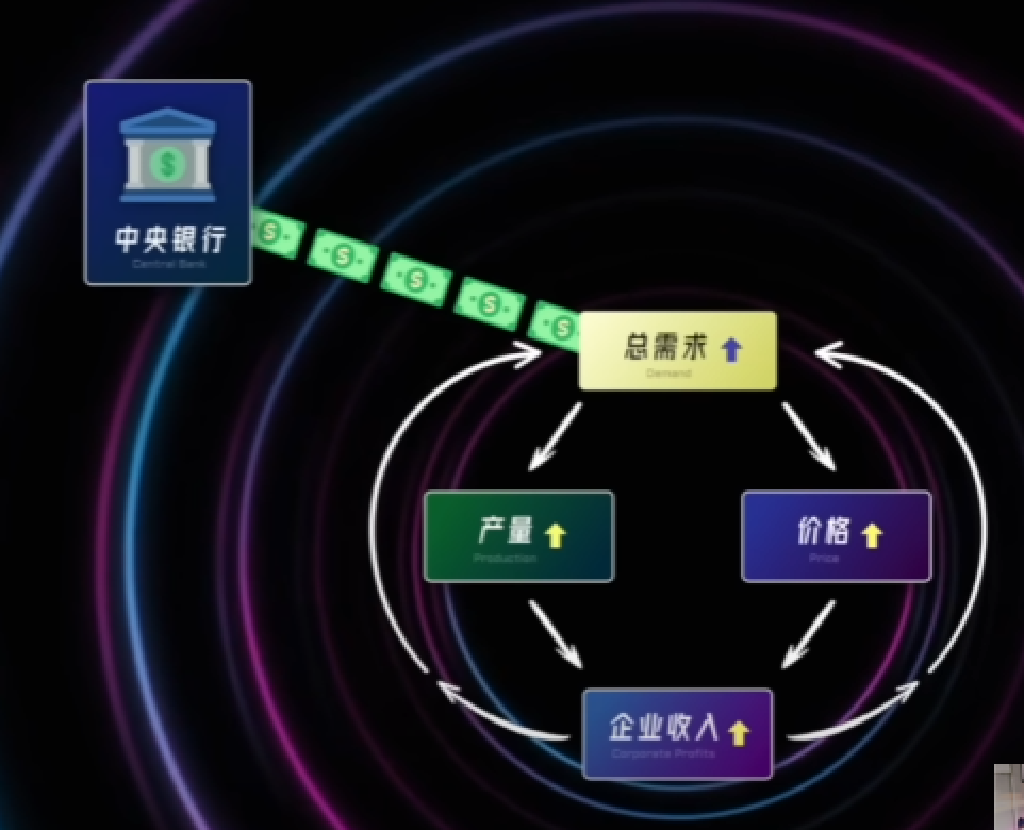 中央银行
Central Bank
总需求
Demand
产量
Production
价格
Price
企业收入
Corporate Profits